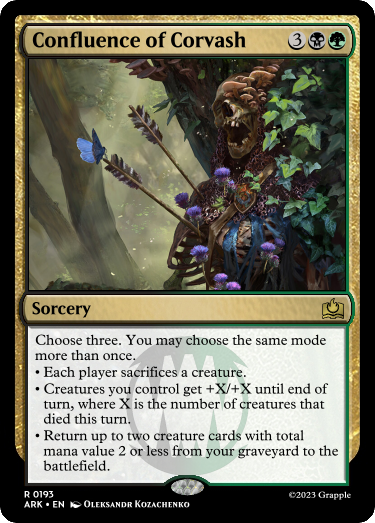 Confluence of Corvash 3
Sorcery
Choose three. You may choose the same mode
more than once.
• Each player sacrifices a creature.
• Creatures you control get +X/+X until end of
turn, where X is the number of creatures that
died this turn.
• Return up to two creature cards with total
mana value 2 or less from your graveyard to the
battlefield.
R 0193
ARK • EN Oleksandr Kozachenko
©2023 Grapple